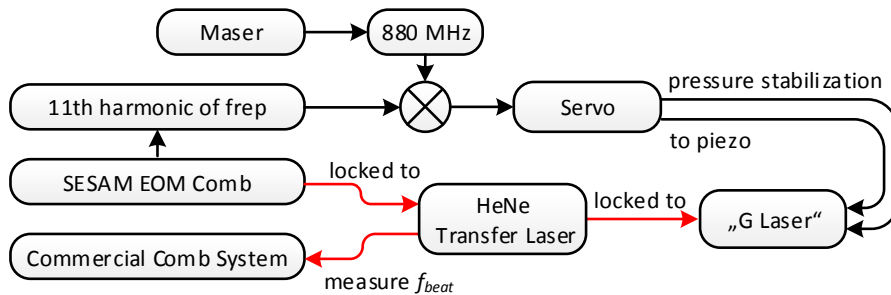 Maser
880 MHz
pressure stabilization
11th harmonic of frep
Servo
to piezo
SESAM EOM Comb
locked to
HeNe
Transfer Laser
locked to
„G Laser“
Commercial Comb System
measure fbeat